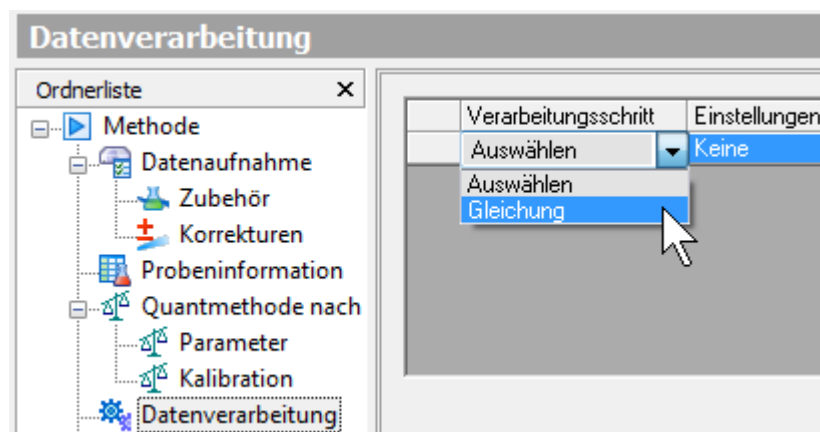 Datenverarbeitung
Ordnerliste
Methode
Datenaufnahme
Zubehör
Korrekturen
Probeninformation
Quantmethode nach
Parameter
Kalibration
Datenverarbeitung
Verarbeitungsschritt Einstellungen
Auswählen Keine
Auswählen
Gleichung